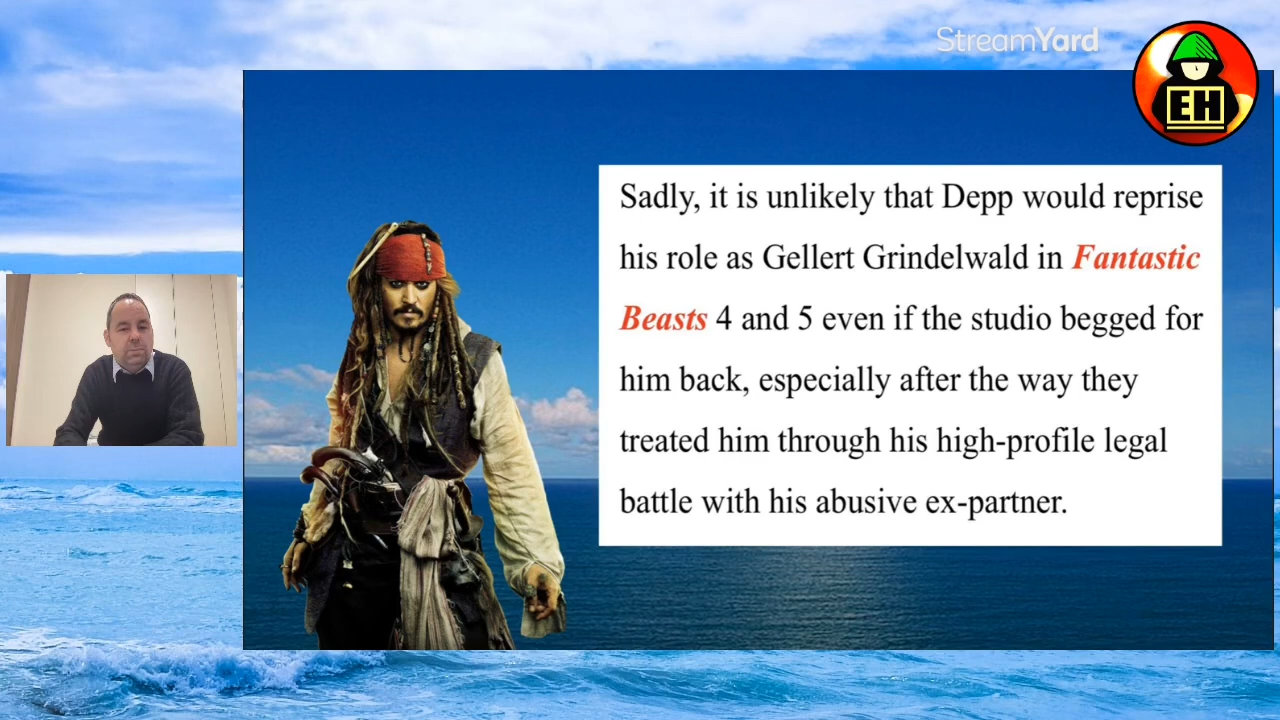 StreamYard
EH
Sadly, it is unlikely that Depp would reprise
his role as Gellert Grindelwald in Fantastic
Beasts 4 and 5 even if the studio begged for
him back, especially after the way they
treated him through his high-profile legal
battle with his abusive ex-partner.